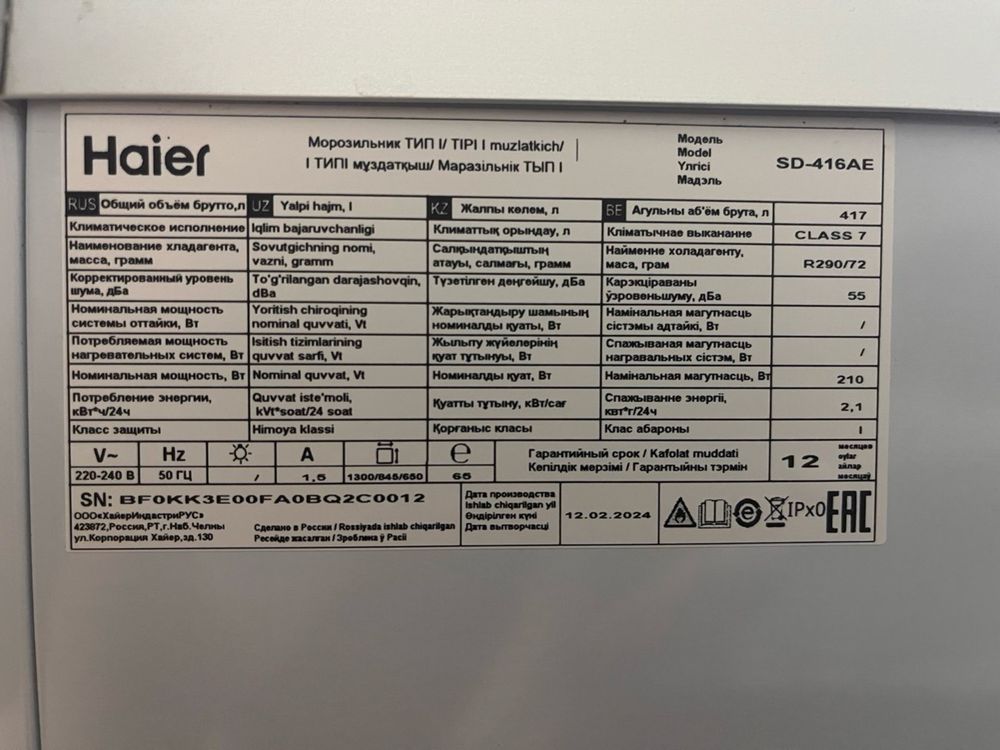 Haier
Морозильник ТИП I/ TIPI I muzlatkich/
I ТИПІ мұздатқыш/ Маразільнік ТЫП I
Модель
Model
Үлгісі
Мадэль
SD-416AE
RUS Общий объём брутто,л UZ Yalpi hajm, l KZ Жалпы көлем, л BE Агульны аб'ём брута, л 417
Климатическое исполнение Iqlim bajaruvchanligi Климаттық орындау, л Кліматычнае выкананне CLASS 7
Наименование хладагента, Sovutgichning nomi, Салқындатқыштың Найменне холадагенту,
масса, грамм vazni, gramm атауы, салмағы, грамм маса, грам R290/72
Корректированный уровень To'g'rilangan darajashovqin, Түзетілген деңгейшу, дБа Карэкціраваны
шума, дБа dBa ўзровеньшуму, дБа 55
Номинальная мощность Yoritish chiroqining Жарықтандыру шамының Намінальная магутнасць
системы оттайки, Вт nominal quvvati, Vt номиналды қуаты, Вт сістэмы адтайкі, Вт /
Потребляемая мощность Isitish tizimlarining Жылыту жүйелерінің Спажываная магутнасць
нагревательных систем, Вт quvvat sarfi, Vt қуат тұтынуы, Вт награвальных сістэм, Вт /
Номинальная мощность, Вт Nominal quvvat, Vt Номиналды қуат, Вт Намінальная магутнасць, Вт 210
Потребление энергии, Quvvat iste'moli, Қуатты тұтыну, кВт/сағ Спажыванне энергіі,
кВт*ч/24ч kVt*soat/24 soat квт*г/24ч 2,1
Класс защиты Himoya klassi Қорғаныс класы Клас абароны I
V~ Hz A e
220-240 В 50 ГЦ / 1,5 1300/845/650 65
Гарантийный срок / Kafolat muddati
Кепілдік мерзімі / Гарантыйны тэрмін
12
месяцев
oylar
айлар
месяцаў
SN: BF0KK3E00FA0BQ2C0012
ООО«ХайерИндастриРУС»
423872,Россия,РТ,г.Наб.Челны
ул.Корпорация Хайер,зд.130
Сделано в России / Rossiyada ishlab chiqarilgan
Ресейде жасалған / Зроблена ў Расіі
Дата производства
Ishlab chiqarilgan yil
Өндірілген күні
Дата вытворчасці
12.02.2024
IPx0 EAC